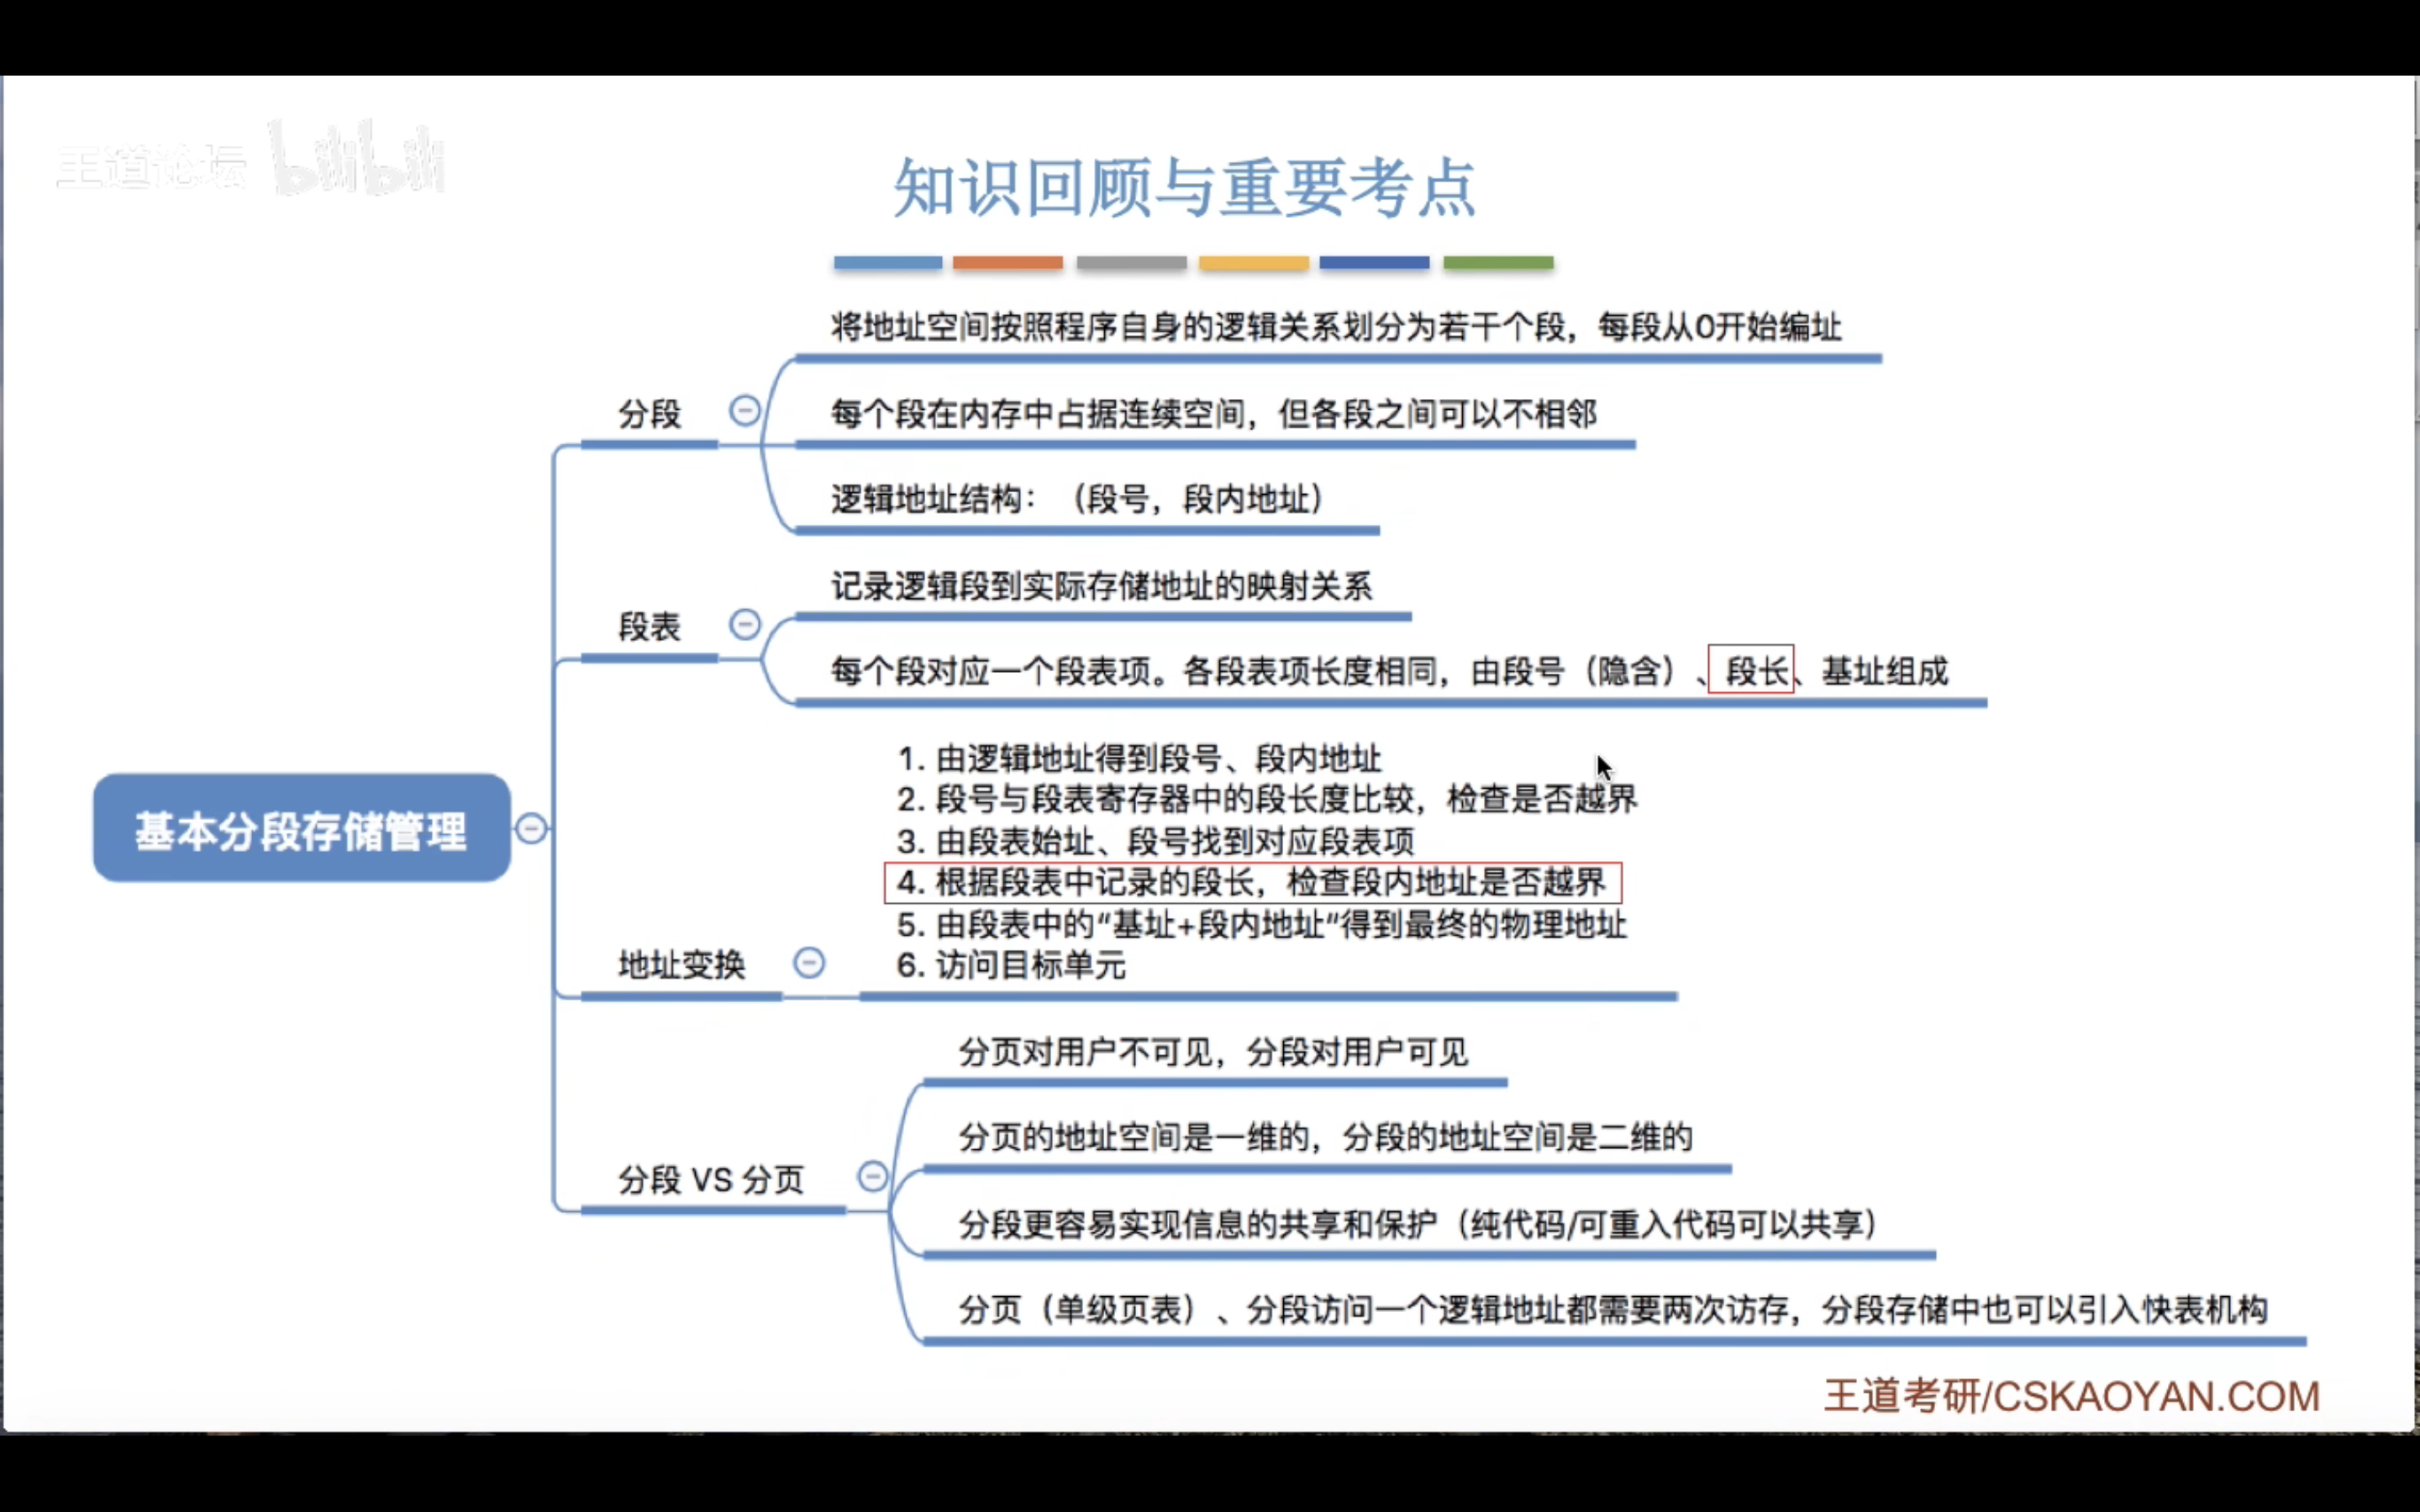 王道论坛 bilibili
知识回顾与重要考点
将地址空间按照程序自身的逻辑关系划分为若干个段，每段从0开始编址
分段
每个段在内存中占据连续空间，但各段之间可以不相邻
逻辑地址结构：（段号，段内地址）
记录逻辑段到实际存储地址的映射关系
段表
每个段对应一个段表项。各段表项长度相同，由段号（隐含）、段长、基址组成
基本分段存储管理
1. 由逻辑地址得到段号、段内地址
2. 段号与段表寄存器中的段长度比较，检查是否越界
3. 由段表始址、段号找到对应段表项
4. 根据段表中记录的段长，检查段内地址是否越界
5. 由段表中的“基址+段内地址”得到最终的物理地址
6. 访问目标单元
地址变换
分页对用户不可见，分段对用户可见
分页的地址空间是一维的，分段的地址空间是二维的
分段 VS 分页
分段更容易实现信息的共享和保护（纯代码/可重入代码可以共享）
分页（单级页表）、分段访问一个逻辑地址都需要两次访存，分段存储中也可以引入快表机构
王道考研/CSKAOYAN.COM